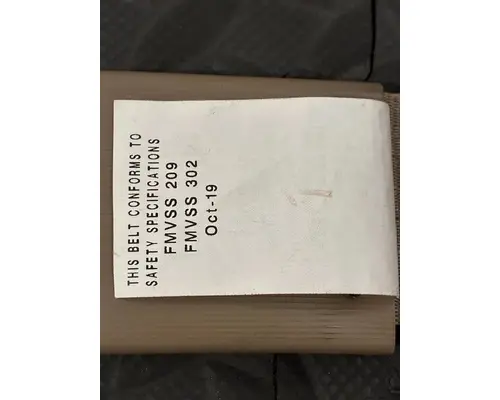 THIS BELT CONFORMS TO
SAFETY SPECIFICATIONS
FMVSS 209
FMVSS 302
Oct-19